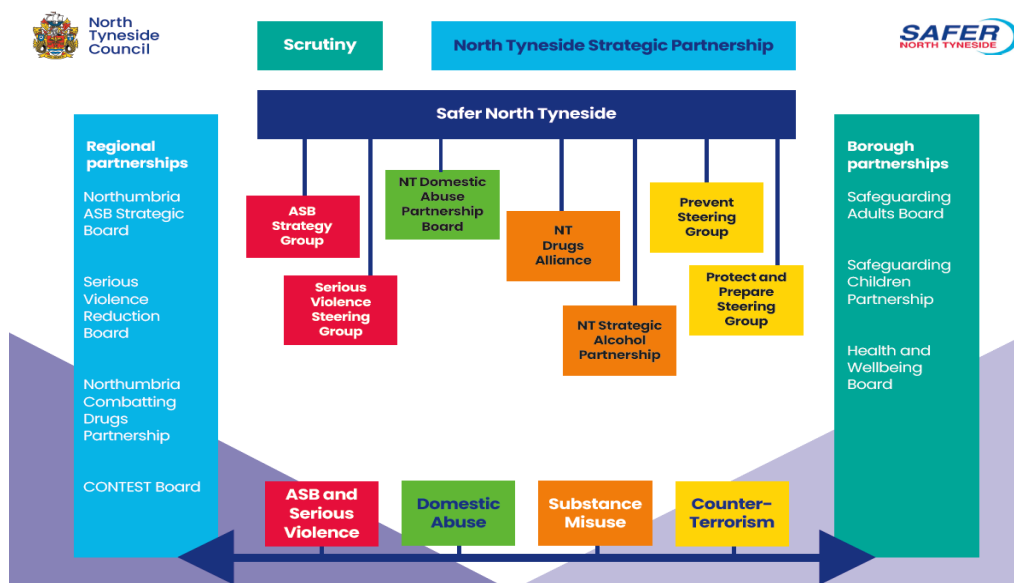 North
Tyneside
Council
Scrutiny
North Tyneside Strategic Partnership
SAFER
NORTH TYNESIDE
Safer North Tyneside
Regional
partnerships
Northumbria
ASB Strategic
Board
Serious
Violence
Reduction
Board
Northumbria
Combatting
Drugs
Partnership
CONTEST Board
ASB
Strategy
Group
Serious
Violence
Steering
Group
NT Domestic
Abuse
Partnership
Board
NT
Drugs
Alliance
NT Strategic
Alcohol
Partnership
Prevent
Steering
Group
Protect and
Prepare
Steering
Group
Borough
partnerships
Safeguarding
Adults Board
Safeguarding
Children
Partnership
Health and
Wellbeing
Board
ASB and
Serious
Violence
Domestic
Abuse
Substance
Misuse
Counter-
Terrorism